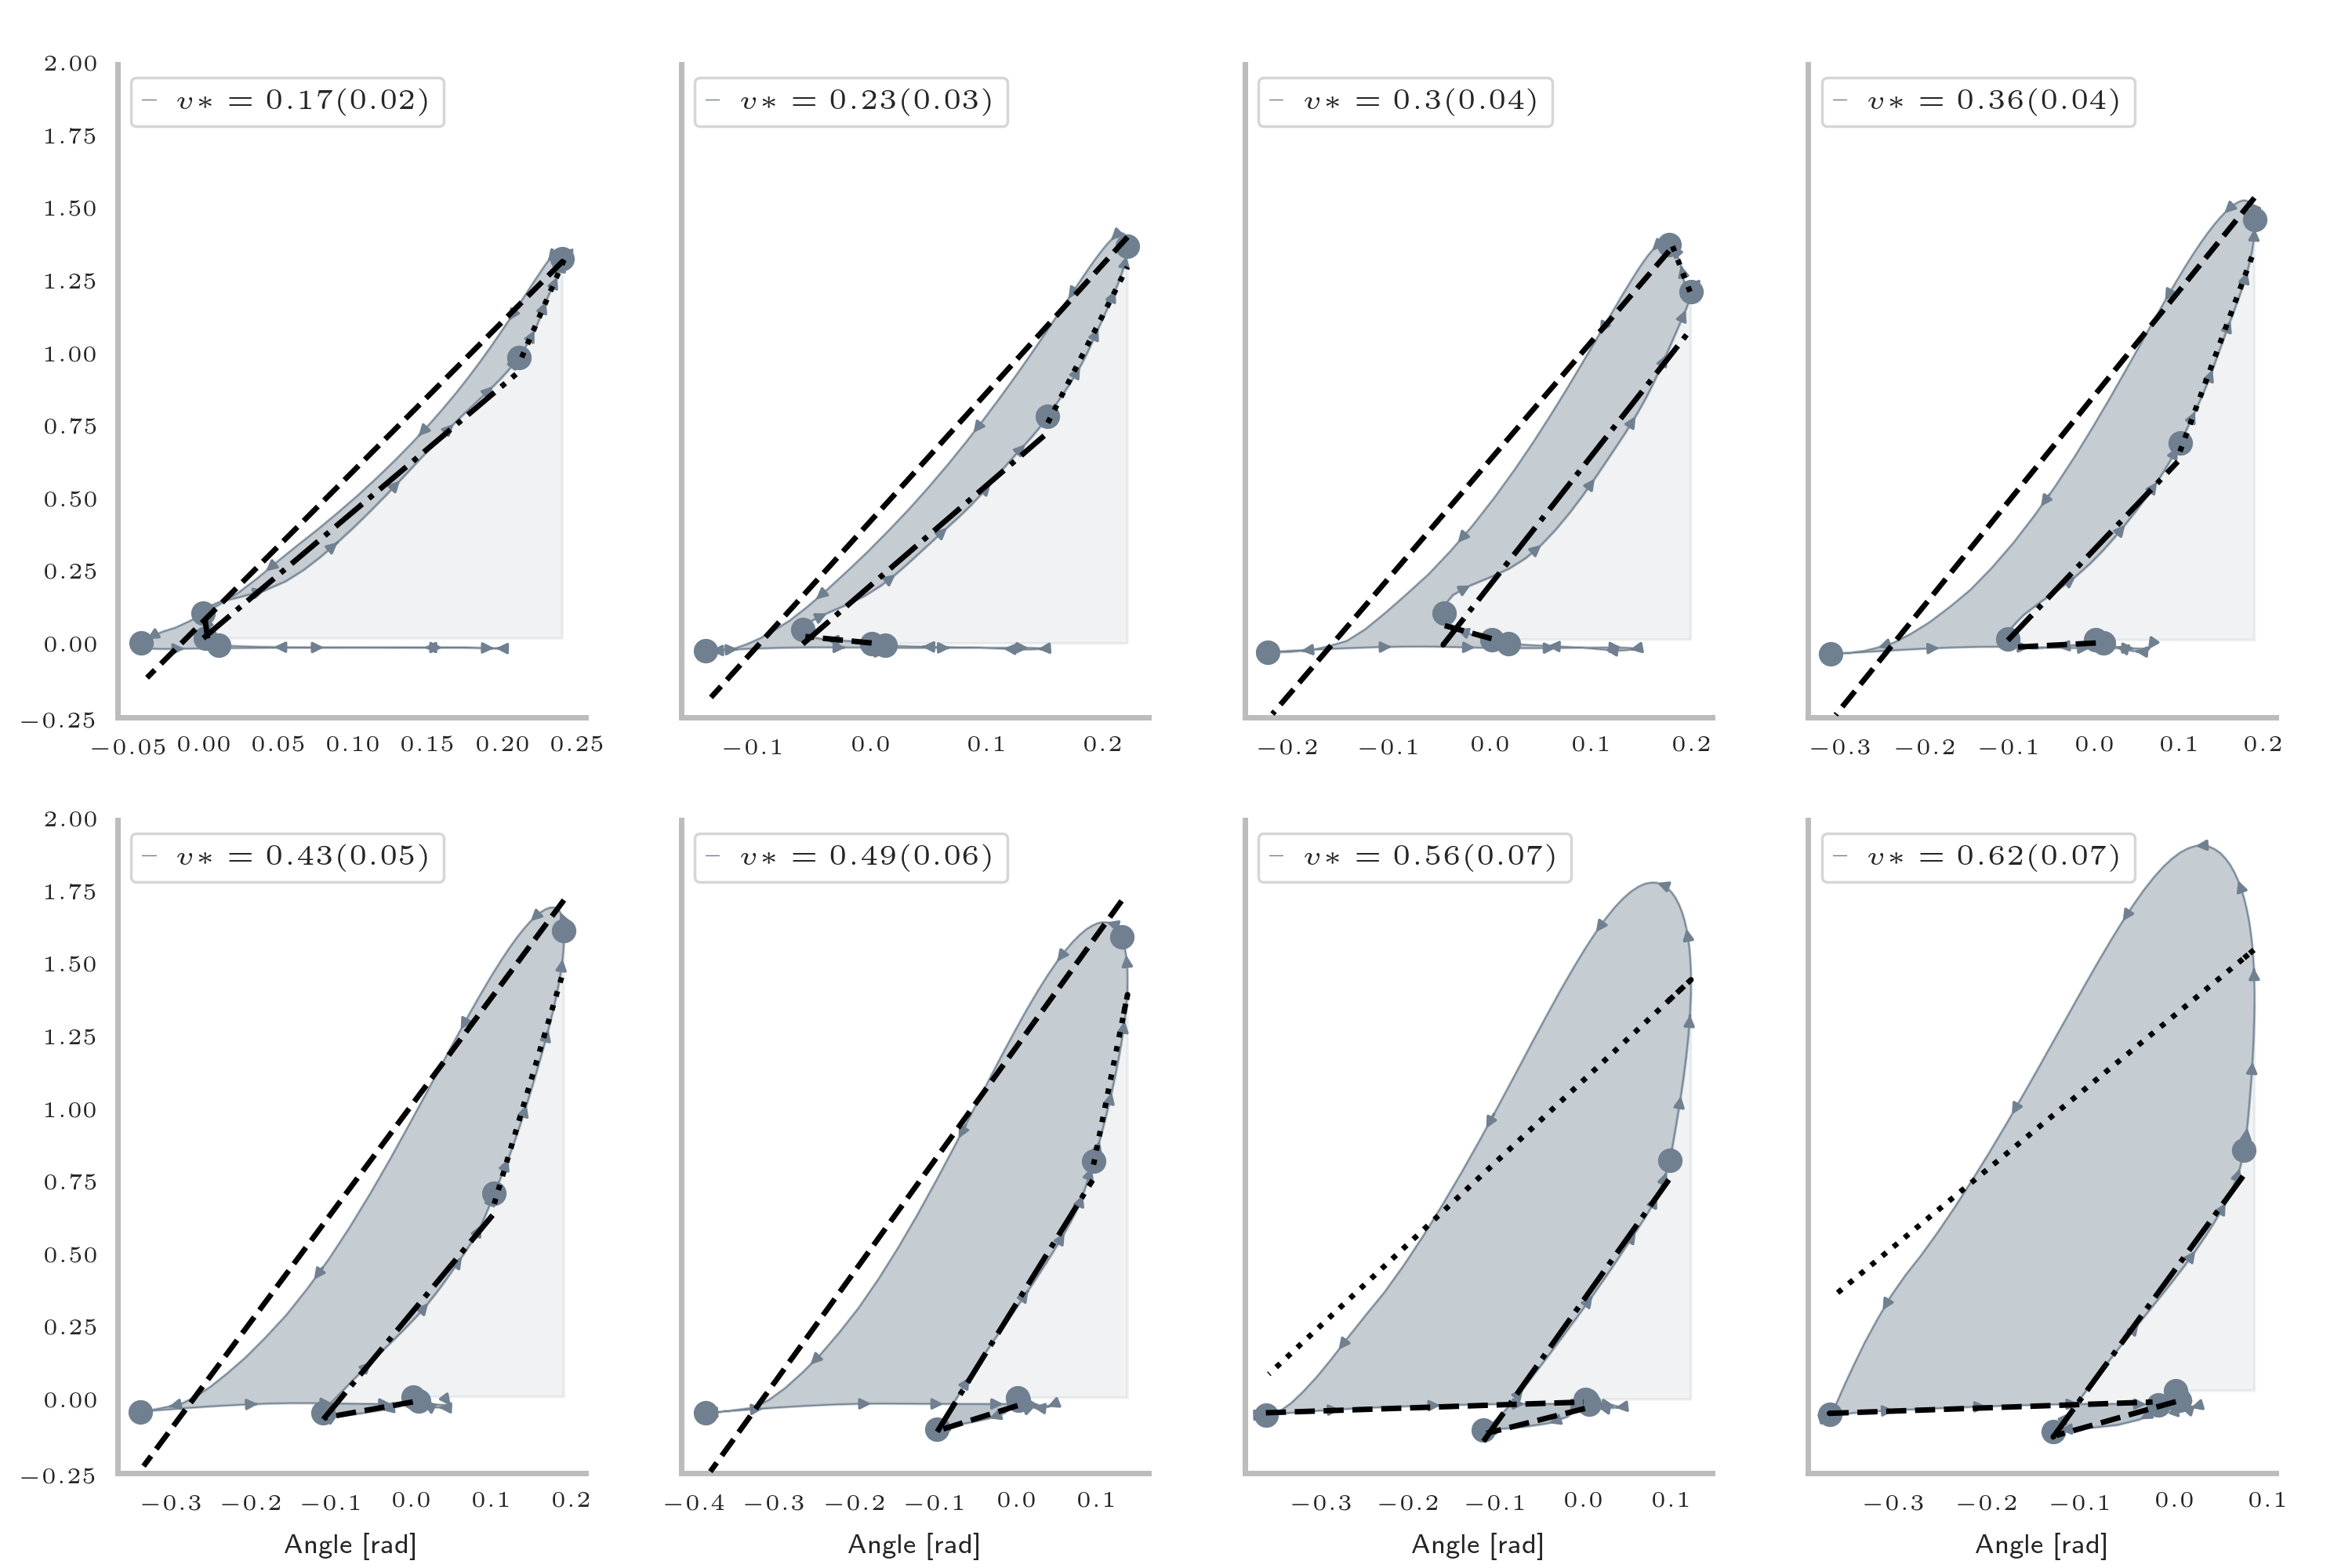 2.00
v∗ = 0.17(0.02)
v∗ = 0.23(0.03)
v∗ = 0.3(0.04)
v∗ = 0.36(0.04)
1.75
1.50
1.25
1.00
0.75
0.50
0.25
0.00
−0.25
−0.05 0.00 0.05 0.10 0.15 0.20 0.25
−0.1 0.0 0.1 0.2
−0.2 −0.1 0.0 0.1 0.2
−0.3 −0.2 −0.1 0.0 0.1 0.2
2.00
v∗ = 0.43(0.05)
v∗ = 0.49(0.06)
v∗ = 0.56(0.07)
v∗ = 0.62(0.07)
1.75
1.50
1.25
1.00
0.75
0.50
0.25
0.00
−0.25
−0.3 −0.2 −0.1 0.0 0.1 0.2
−0.4 −0.3 −0.2 −0.1 0.0 0.1
−0.3 −0.2 −0.1 0.0 0.1
−0.3 −0.2 −0.1 0.0 0.1
Angle [rad]
Angle [rad]
Angle [rad]
Angle [rad]